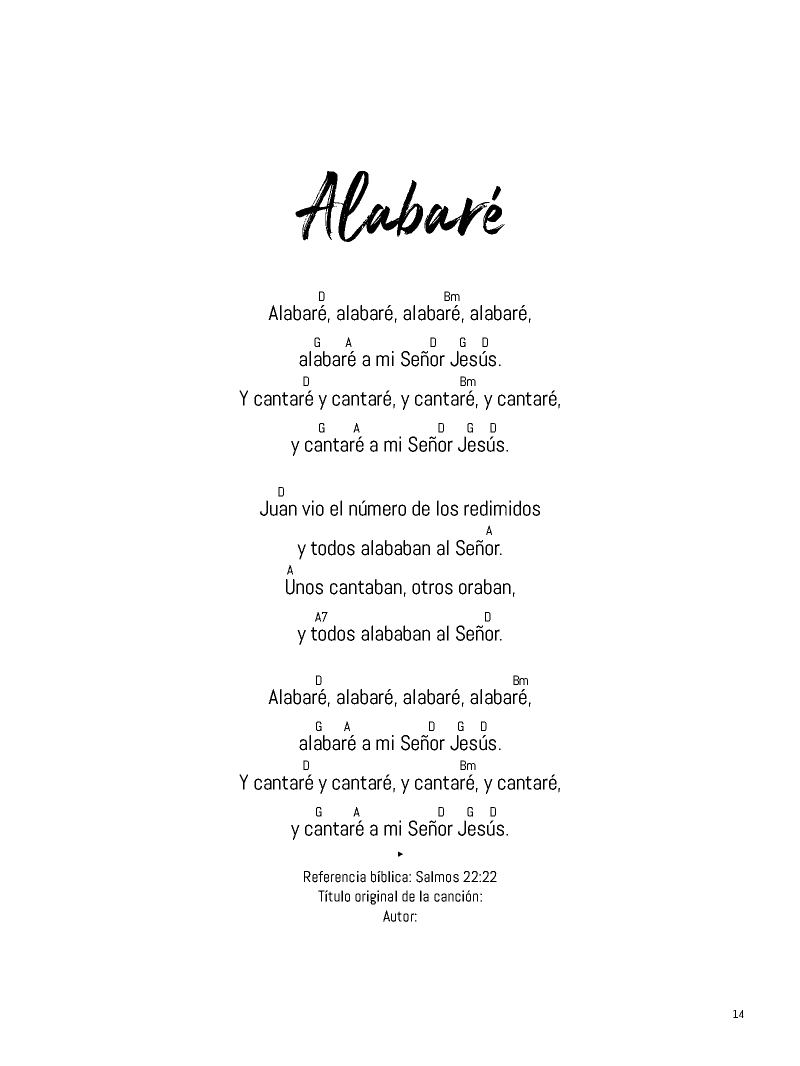 Alabaré
D Bm
Alabaré, alabaré, alabaré, alabaré,
G A D G D
alabaré a mi Señor Jesús.
D Bm
Y cantaré y cantaré, y cantaré, y cantaré,
G A D G D
y cantaré a mi Señor Jesús.
D
Juan vio el número de los redimidos
A
y todos alababan al Señor.
A
Unos cantaban, otros oraban,
A7 D
y todos alababan al Señor.
D Bm
Alabaré, alabaré, alabaré, alabaré,
G A D G D
alabaré a mi Señor Jesús.
D Bm
Y cantaré y cantaré, y cantaré, y cantaré,
G A D G D
y cantaré a mi Señor Jesús.
Referencia bíblica: Salmos 22:22
Título original de la canción:
Autor:
14